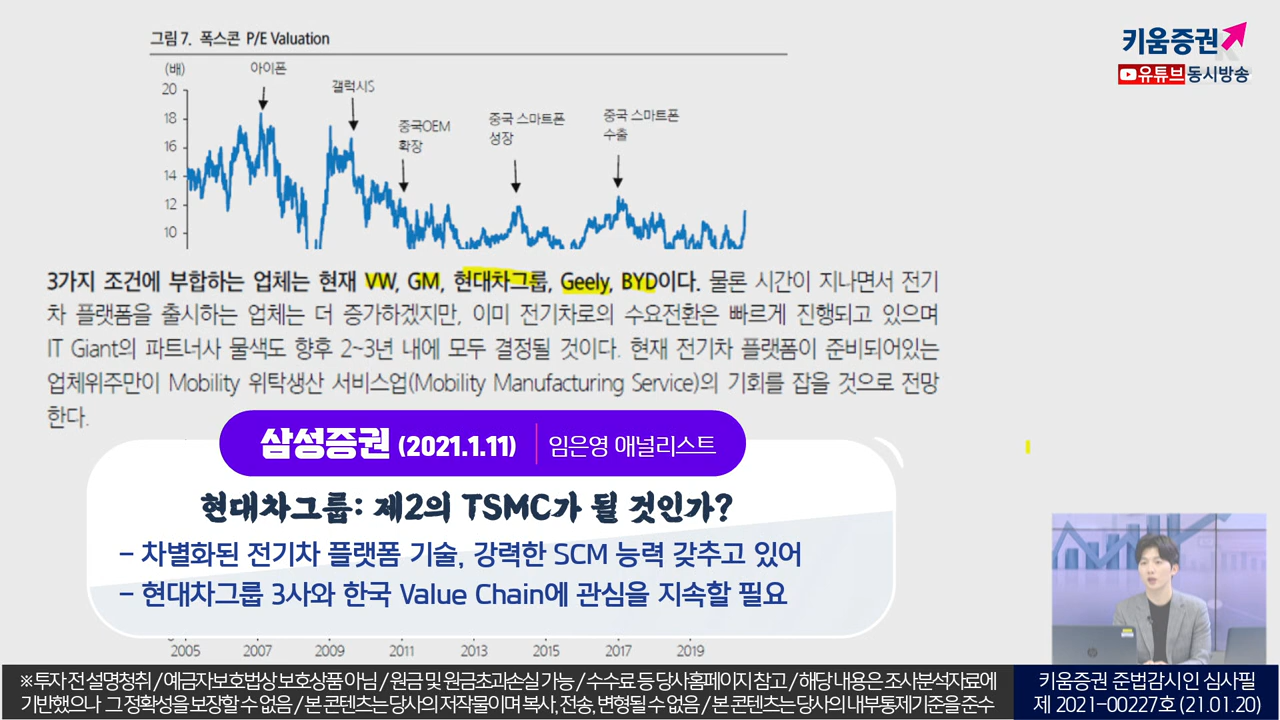 그림 7. 폭스콘 P/E Valuation
키움증권
유튜브 동시방송
(배)
20
18
16
14
12
10
아이폰
갤럭시S
중국OEM
확장
중국 스마트폰
성장
중국 스마트폰
수출
3가지 조건에 부합하는 업체는 현재 VW, GM, 현대차그룹, Geely, BYD이다. 물론 시간이 지나면서 전기
차 플랫폼을 출시하는 업체는 더 증가하겠지만, 이미 전기차로의 수요전환은 빠르게 진행되고 있으며
IT Giant의 파트너사 물색도 향후 2~3년 내에 모두 결정될 것이다. 현재 전기차 플랫폼이 준비되어있는
업체위주만이 Mobility 위탁생산 서비스업(Mobility Manufacturing Service)의 기회를 잡을 것으로 전망
한다.
삼성증권 (2021.1.11) 임은영 애널리스트
현대차그룹: 제2의 TSMC가 될 것인가?
- 차별화된 전기차 플랫폼 기술, 강력한 SCM 능력 갖추고 있어
- 현대차그룹 3사와 한국 Value Chain에 관심을 지속할 필요
2005 2007 2009 2011 2013 2015 2017 2019
※ 투자 전 설명청취 / 예금자보호법상 보호상품 아님 / 원금 및 원금초과손실 가능 / 수수료 등 당사홈페이지 참고 / 해당 내용은 조사분석자료에
기반했으나 그 정확성을 보장할 수 없음 / 본 콘텐츠는 당사의 저작물이며 복사, 전송, 변형될 수 없음 / 본 콘텐츠는 당사의 내부통제기준을 준수
키움증권 준법감시인 심사필
제 2021-00227호 (21.01.20)